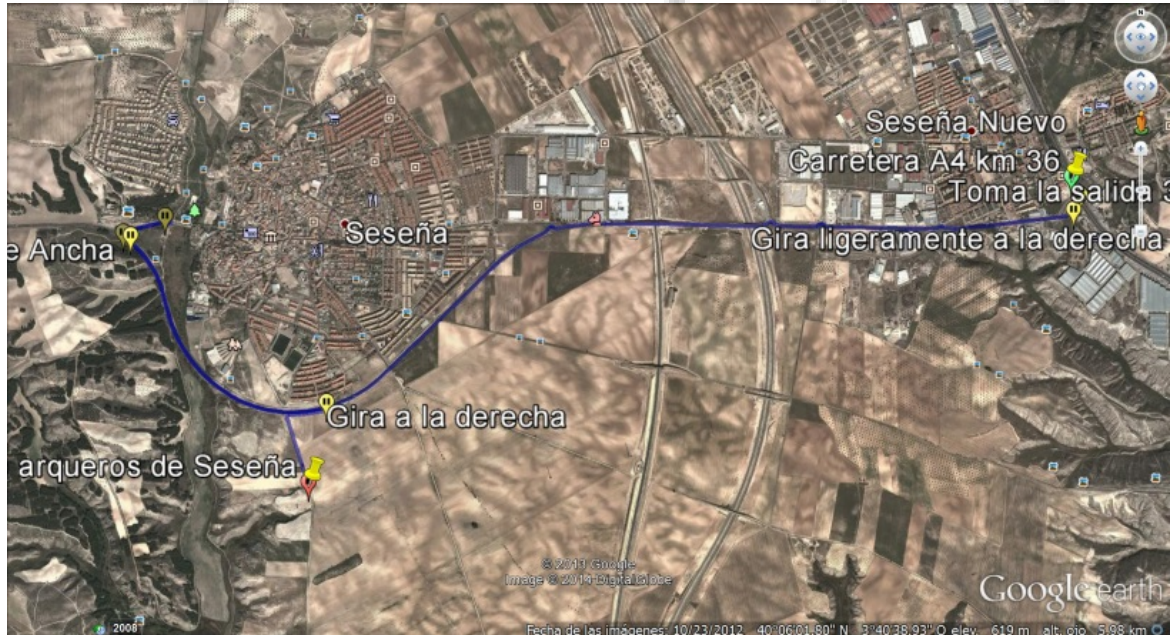 N
Seseña Nuevo
Carretera A4 km 36
Toma la salida
Seseña
Gira ligeramente a la derecha
e Ancha
Gira a la derecha
arqueros de Seseña
© 2013 Google
Image © 2014 DigitalGlobe
Google earth
2008
Fecha de las imágenes: 10/23/2012 40°06'01.80" N 3°40'38.93" O elev 619 m alt. ojo 5.98 km